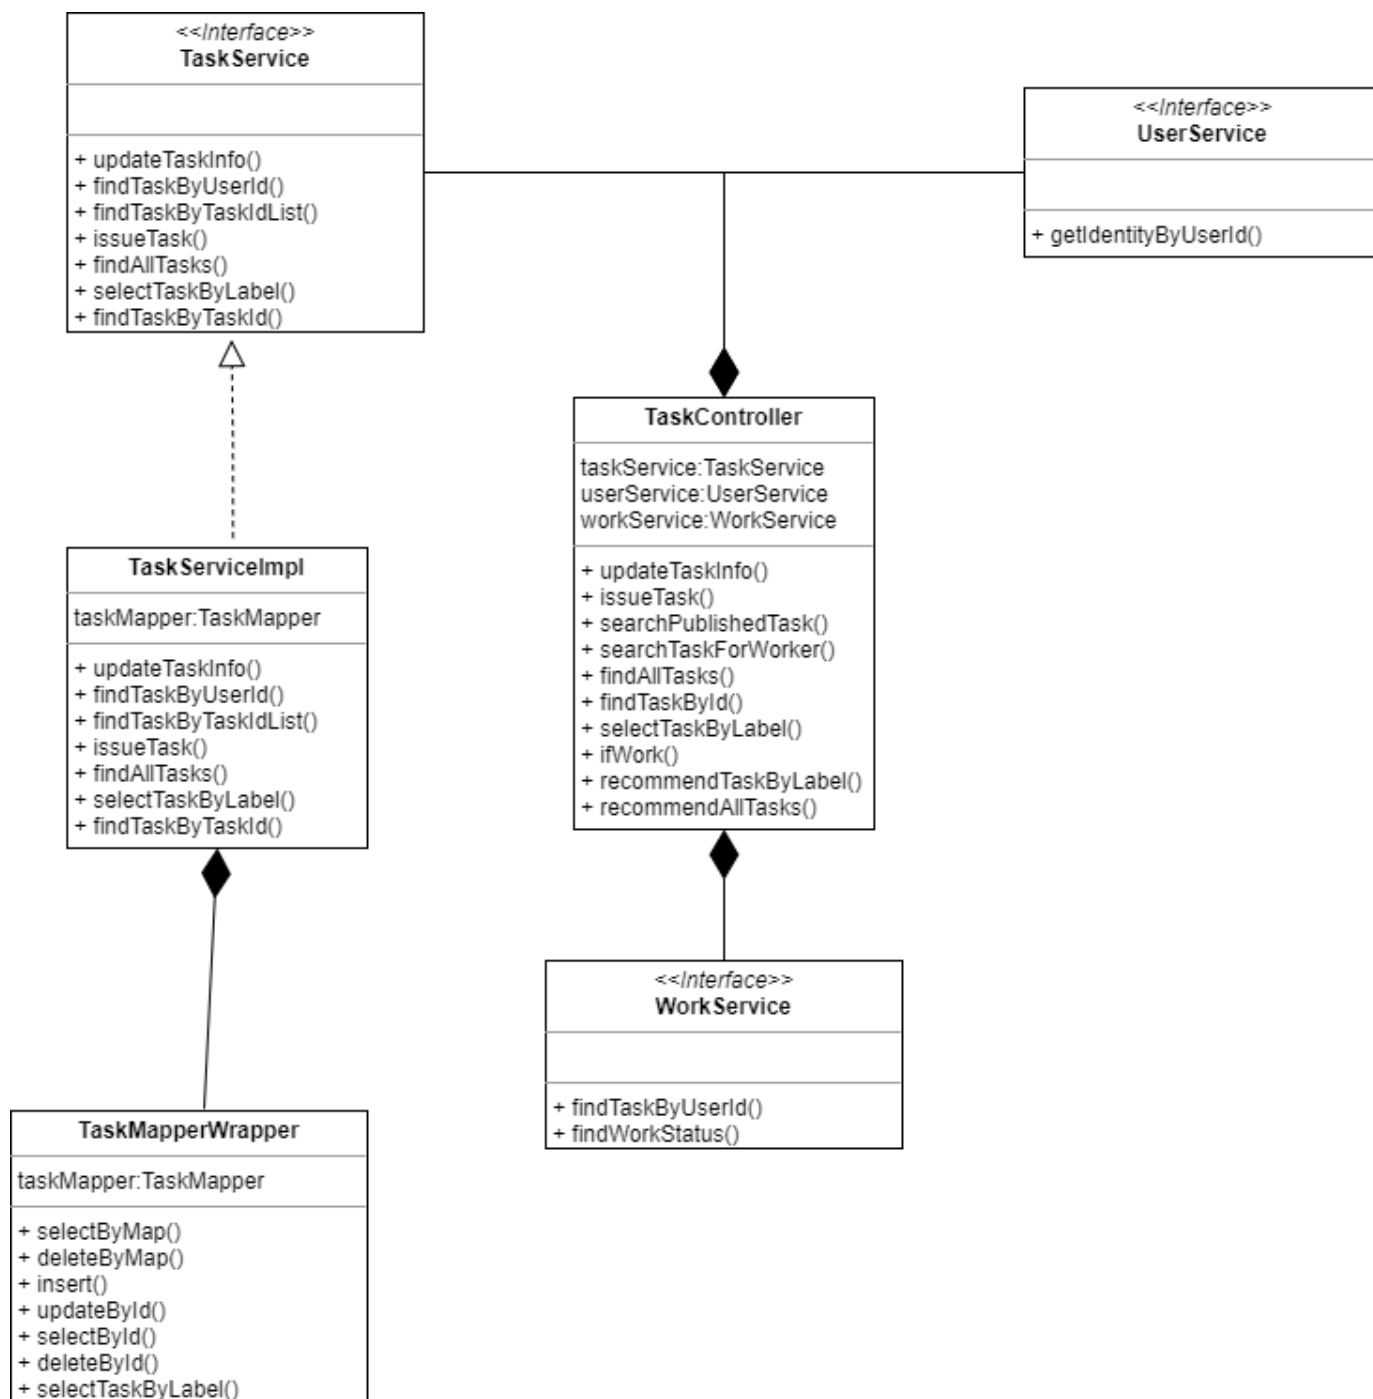 <<Interface>>
TaskService
+ updateTaskInfo()
+ findTaskByUserId()
+ findTaskByTaskIdList()
+ issueTask()
+ findAllTasks()
+ selectTaskByLabel()
+ findTaskByTaskId()
<<Interface>>
UserService
+ getIdentityByUserId()
TaskController
taskService:TaskService
userService:UserService
workService:WorkService
+ updateTaskInfo()
+ issueTask()
+ searchPublishedTask()
+ searchTaskForWorker()
+ findAllTasks()
+ findTaskById()
+ selectTaskByLabel()
+ ifWork()
+ recommendTaskByLabel()
+ recommendAllTasks()
TaskServiceImpl
taskMapper:TaskMapper
+ updateTaskInfo()
+ findTaskByUserId()
+ findTaskByTaskIdList()
+ issueTask()
+ findAllTasks()
+ selectTaskByLabel()
+ findTaskByTaskId()
<<Interface>>
WorkService
+ findTaskByUserId()
+ findWorkStatus()
TaskMapperWrapper
taskMapper:TaskMapper
+ selectByMap()
+ deleteByMap()
+ insert()
+ updateById()
+ selectById()
+ deleteById()
+ selectTaskByLabel()